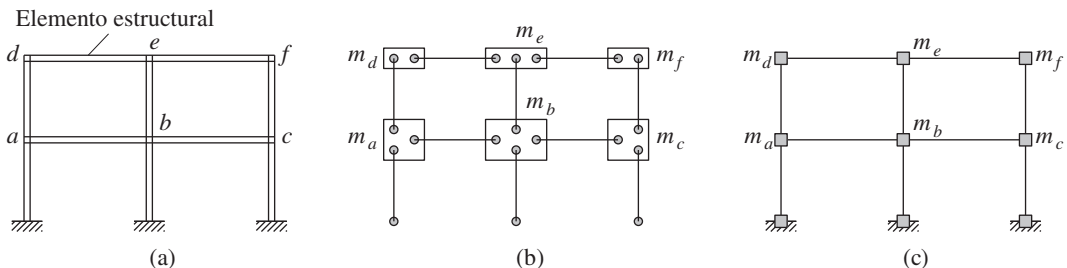 Elemento estructural
d e f
a b c
(a)
m_d m_e m_f
m_a m_b m_c
(b)
m_d m_e m_f
m_a m_b m_c
(c)